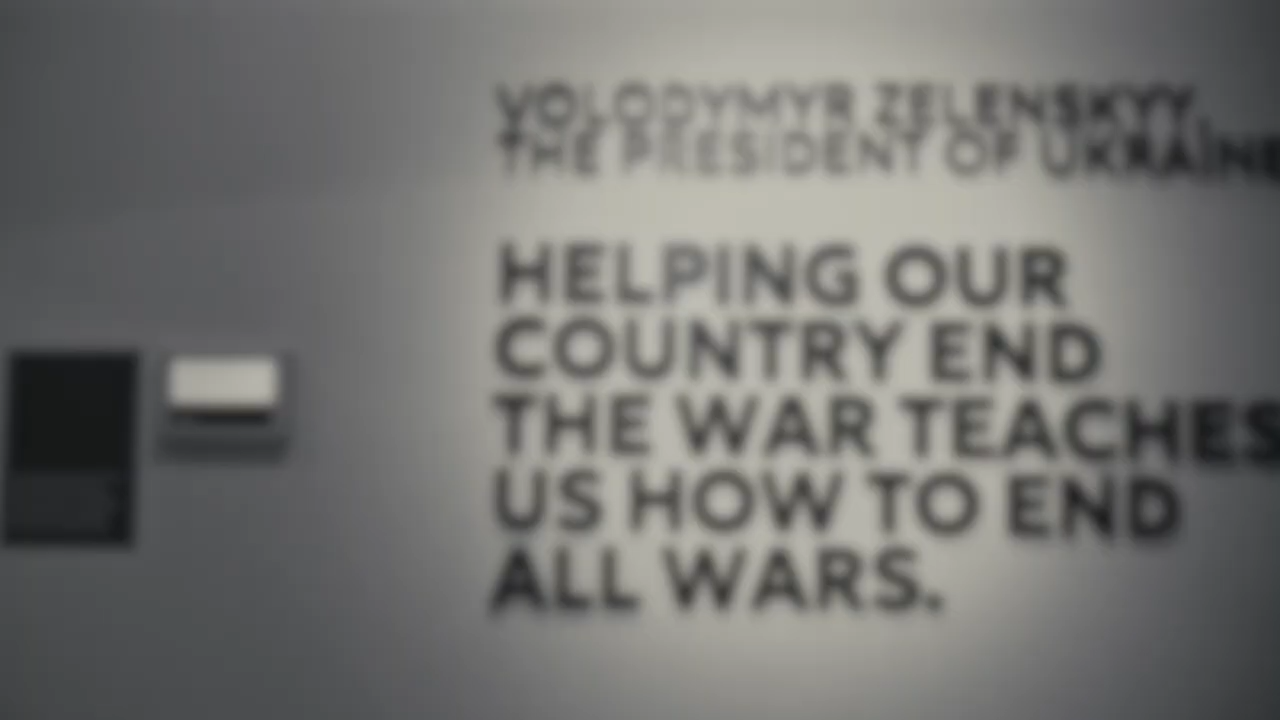 VOLODYMYR ZELENSKYY,
THE PRESIDENT OF UKRAINE
HELPING OUR
COUNTRY END
THE WAR TEACHES
US HOW TO END
ALL WARS.